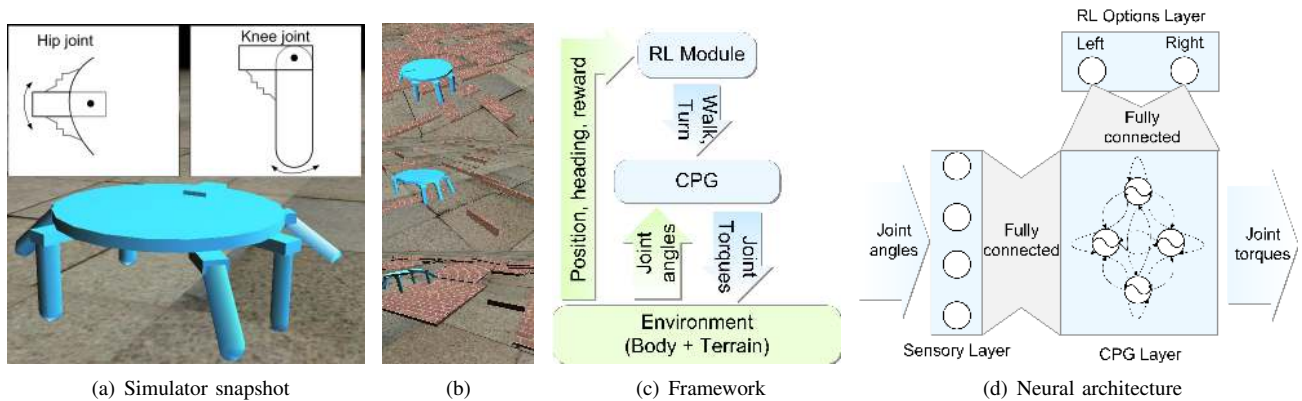 Hip joint
Knee joint
(a) Simulator snapshot
(b)
Position, heading, reward
RL Module
Walk,
Turn
CPG
Joint
angles
Joint
Torques
Environment
(Body + Terrain)
(c) Framework
RL Options Layer
Left
Right
Fully
connected
Joint
angles
Fully
connected
Joint
torques
Sensory Layer
CPG Layer
(d) Neural architecture